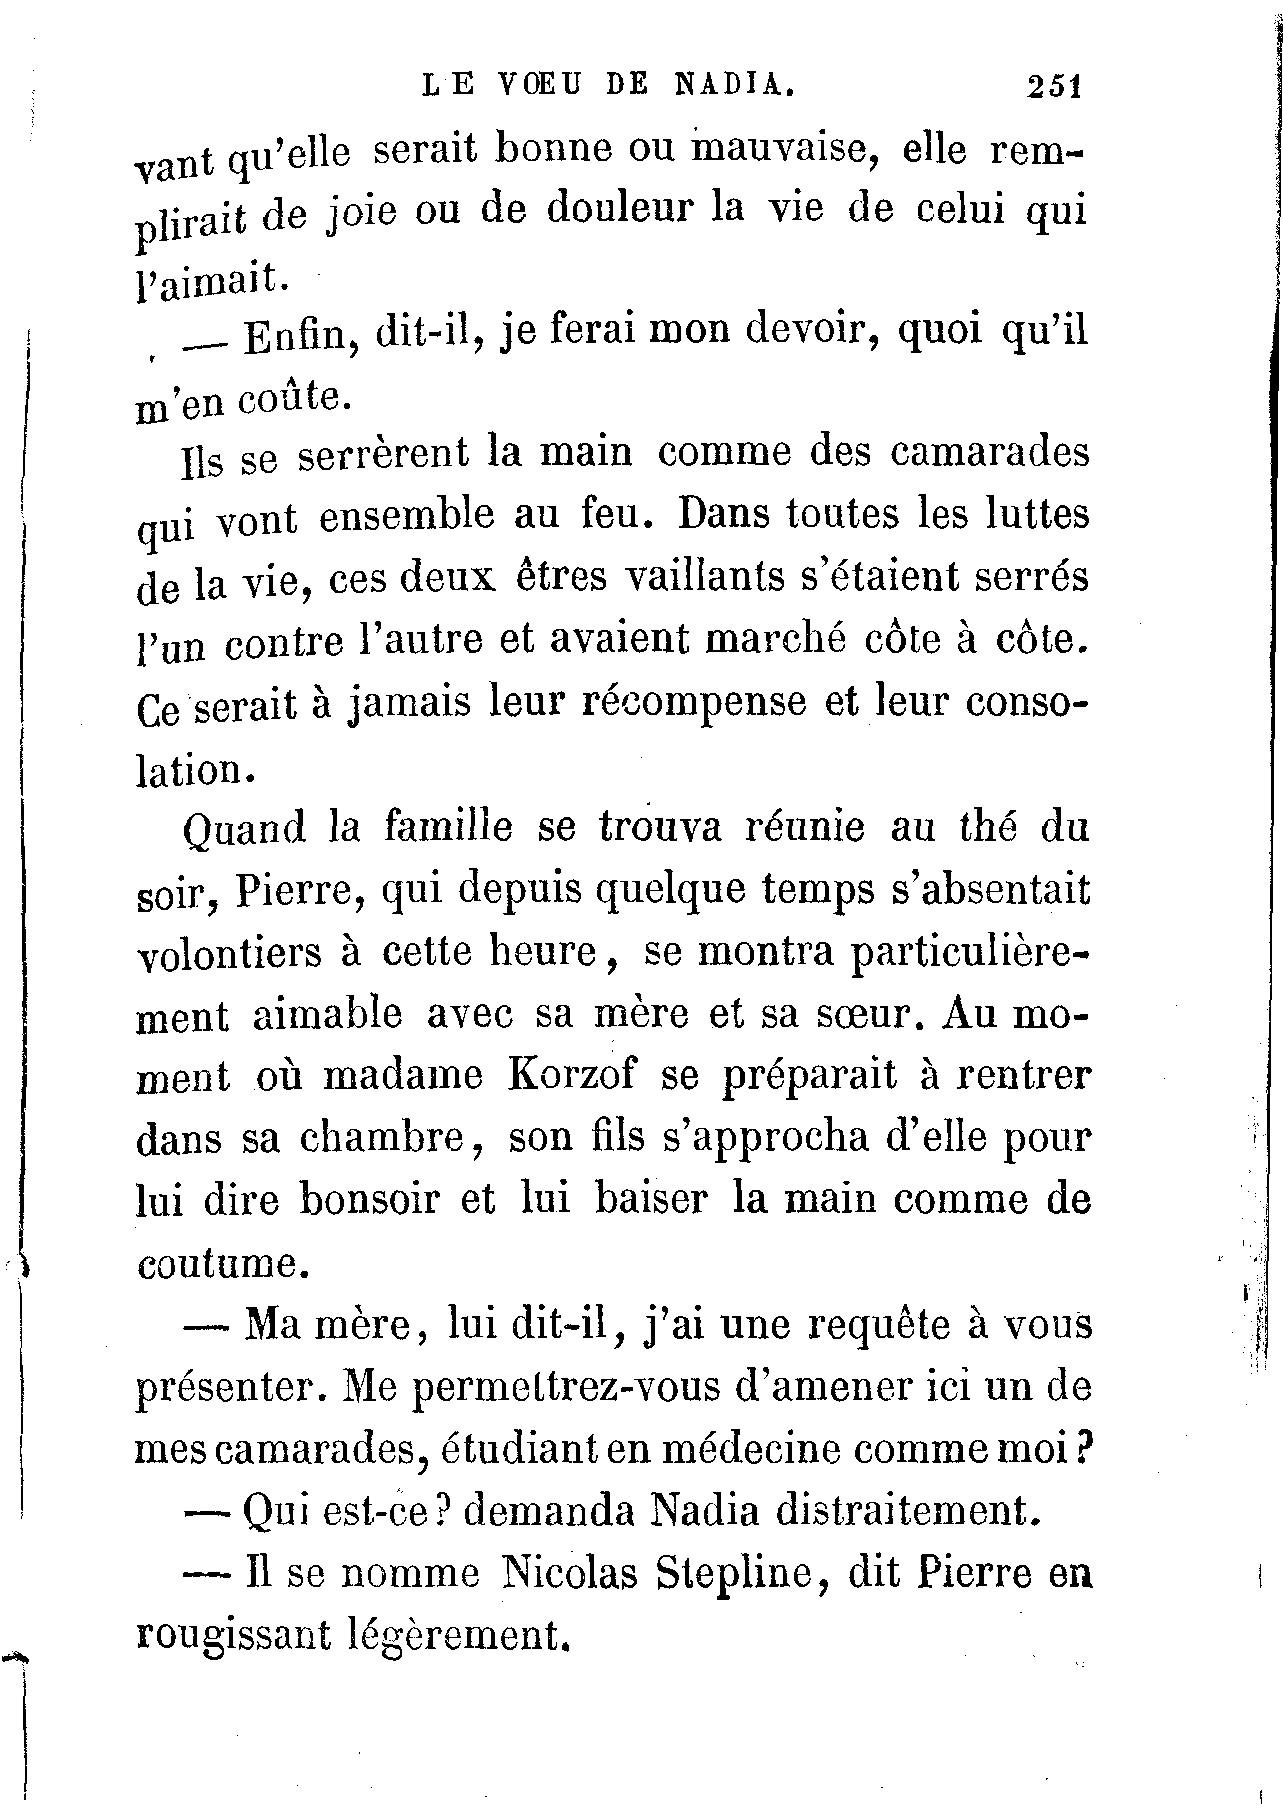 LE VŒU DE NADIA. 251
vant qu'elle serait bonne ou mauvaise, elle rem-
plirait de joie ou de douleur la vie de celui qui
l'aimait.
— Enfin, dit-il, je ferai mon devoir, quoi qu'il
m'en coûte.
Ils se serrèrent la main comme des camarades
qui vont ensemble au feu. Dans toutes les luttes
de la vie, ces deux êtres vaillants s'étaient serrés
l'un contre l'autre et avaient marché côte à côte.
Ce serait à jamais leur récompense et leur conso-
lation.
Quand la famille se trouva réunie au thé du
soir, Pierre, qui depuis quelque temps s'absentait
volontiers à cette heure, se montra particulière-
ment aimable avec sa mère et sa sœur. Au mo-
ment où madame Korzof se préparait à rentrer
dans sa chambre, son fils s'approcha d'elle pour
lui dire bonsoir et lui baiser la main comme de
coutume.
— Ma mère, lui dit-il, j'ai une requête à vous
présenter. Me permettrez-vous d'amener ici un de
mes camarades, étudiant en médecine comme moi ?
— Qui est-ce ? demanda Nadia distraitement.
— Il se nomme Nicolas Stepline, dit Pierre en
rougissant légèrement.